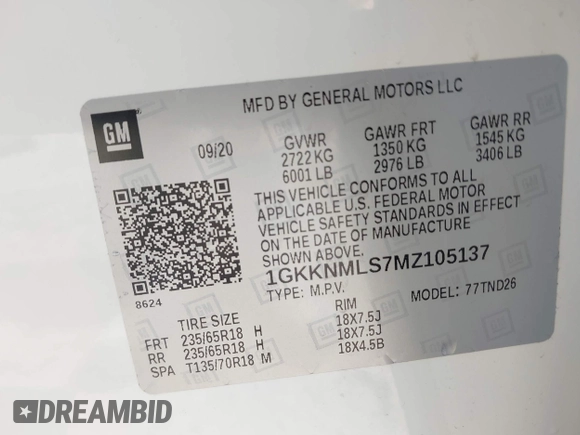 MFD BY GENERAL MOTORS LLC
GM
09/20 GVWR GAWR FRT GAWR RR
2722 KG 1350 KG 1545 KG
6001 LB 2976 LB 3406 LB
THIS VEHICLE CONFORMS TO ALL
APPLICABLE U.S. FEDERAL MOTOR
VEHICLE SAFETY STANDARDS IN EFFECT
ON THE DATE OF MANUFACTURE
SHOWN ABOVE.
1GKKNMLS7MZ105137
8624
TYPE: M.P.V. MODEL: 77TND26
TIRE SIZE RIM
FRT 235/65R18 H 18X7.5J
RR 235/65R18 H 18X7.5J
SPA T135/70R18 M 18X4.5B
DREAMBID